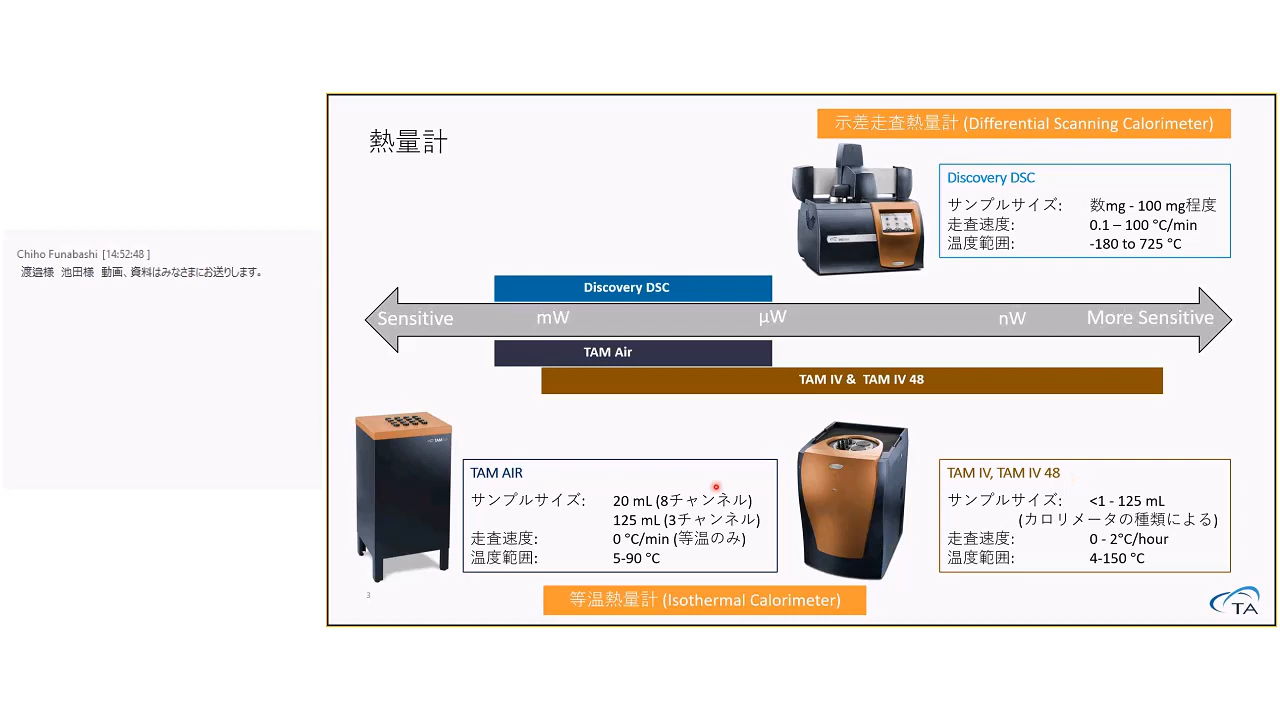 Chiho Funabashi [14:52:48 ]
渡邉様 池田様 動画、資料はみなさまにお送りします。
熱量計
示差走査熱量計 (Differential Scanning Calorimeter)
Discovery DSC
サンプルサイズ: 数mg - 100 mg程度
走査速度: 0.1 – 100 °C/min
温度範囲: -180 to 725 °C
Discovery DSC
Sensitive mW µW nW More Sensitive
TAM Air
TAM IV & TAM IV 48
TAM AIR
サンプルサイズ: 20 mL (8チャンネル)
125 mL (3チャンネル)
走査速度: 0 °C/min (等温のみ)
温度範囲: 5-90 °C
TAM IV, TAM IV 48
サンプルサイズ: <1 - 125 mL
(カロリメータの種類による)
走査速度: 0 - 2°C/hour
温度範囲: 4-150 °C
等温熱量計 (Isothermal Calorimeter)
3
TA